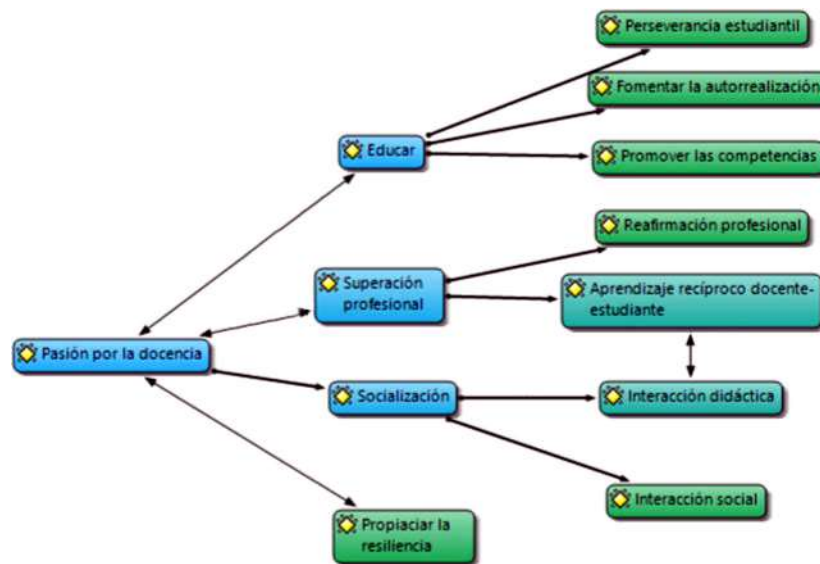 Perseverancia estudiantil
Fomentar la autorrealización
Educar
Promover las competencias
Reafirmación profesional
Superación
profesional
Aprendizaje recíproco docente-
estudiante
Pasión por la docencia
Socialización
Interacción didáctica
Interacción social
Propiaciar la
resiliencia